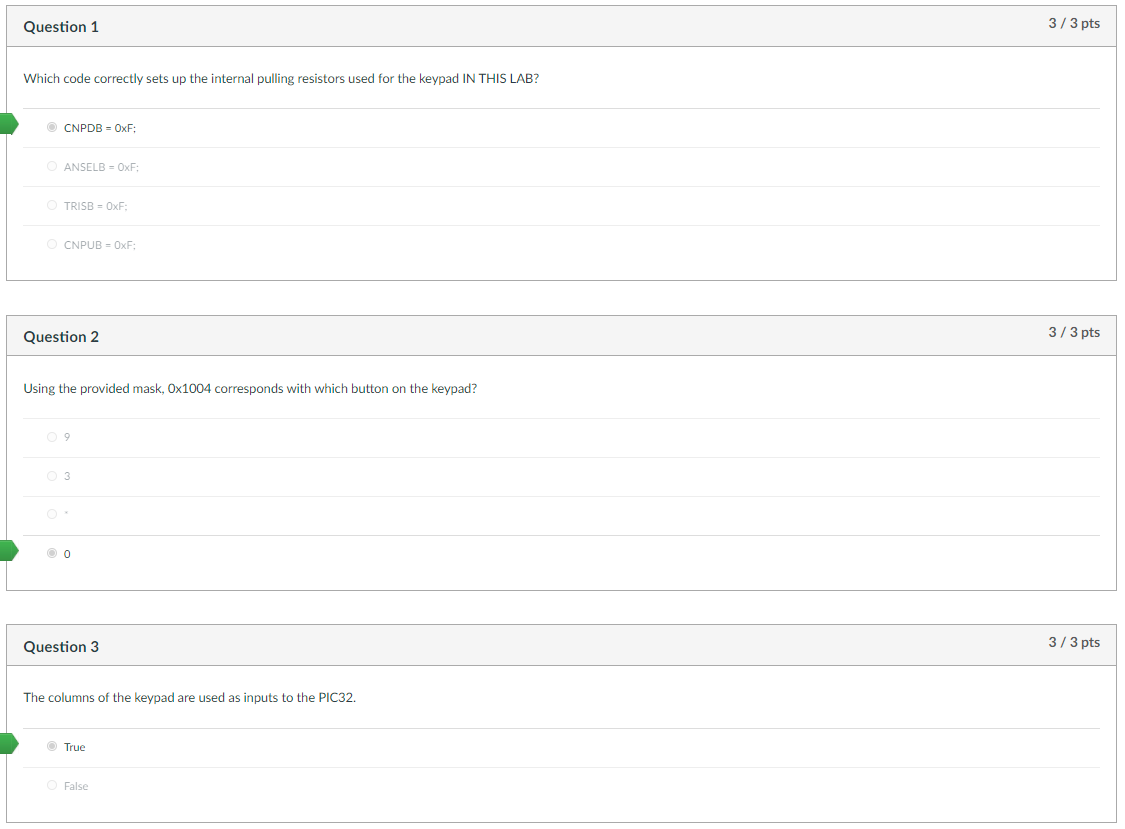 Question 1
3 / 3 pts
Which code correctly sets up the internal pulling resistors used for the keypad IN THIS LAB?
CNPDB = 0xF;
ANSELB = 0xF;
TRISB = 0xF;
CNPUB = 0xF;
Question 2
3 / 3 pts
Using the provided mask, 0x1004 corresponds with which button on the keypad?
9
3
*
0
Question 3
3 / 3 pts
The columns of the keypad are used as inputs to the PIC32.
True
False